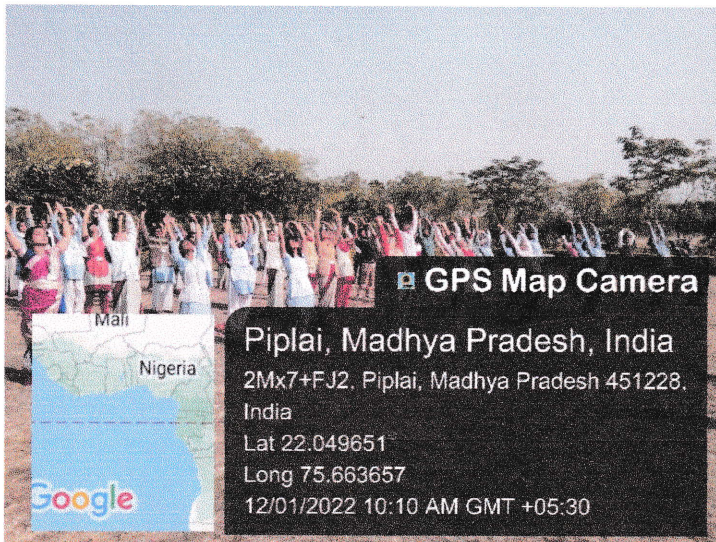 GPS Map Camera
Mali
Nigeria
Google
Piplai, Madhya Pradesh, India
2Mx7+FJ2, Piplai, Madhya Pradesh 451228,
India
Lat 22.049651
Long 75.663657
12/01/2022 10:10 AM GMT +05:30